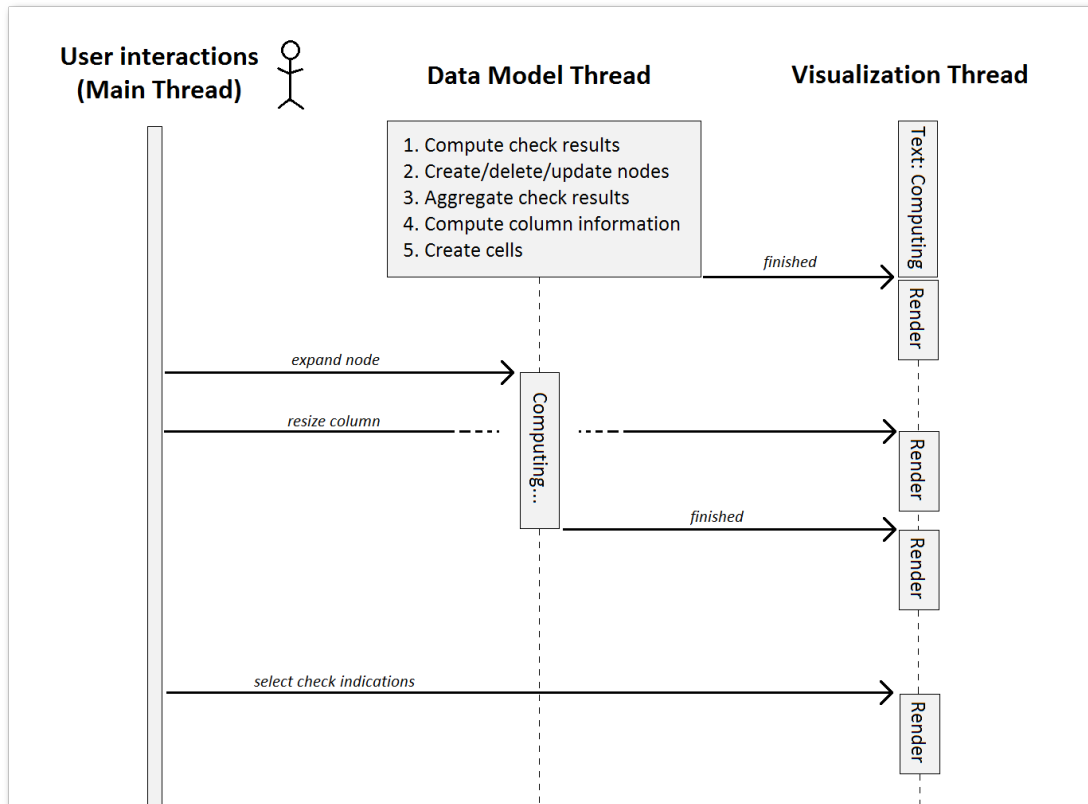 User interactions
(Main Thread)
Data Model Thread
Visualization Thread
1. Compute check results
2. Create/delete/update nodes
3. Aggregate check results
4. Compute column information
5. Create cells
Text: Computing
finished
Render
expand node
Computing...
resize column
Render
finished
Render
select check indications
Render